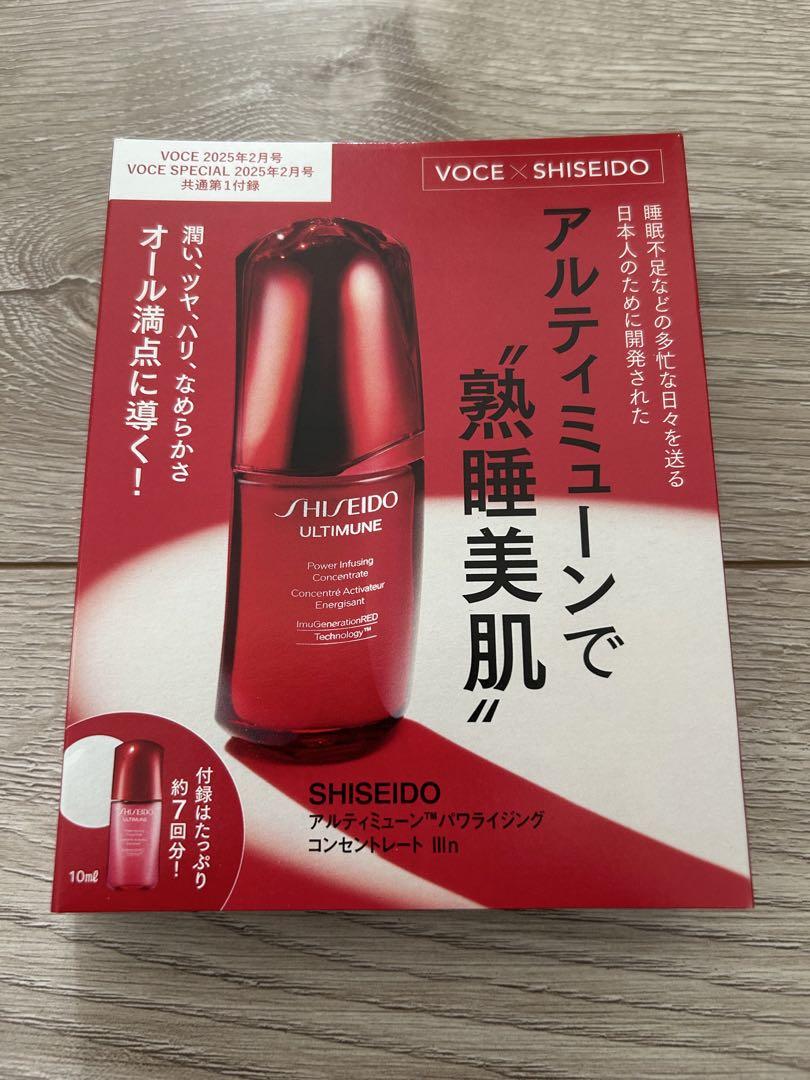 VOCE 2025年2月号
VOCE SPECIAL 2025年2月号
共通第1付録
VOCE×SHISEIDO
睡眠不足などの多忙な日々を送る
日本人のために開発された
アルティミューンで
〝熟睡美肌〟
潤い、ツヤ、ハリ、なめらかさ
オール満点に導く！
SHISEIDO
ULTIMUNE
Power Infusing
Concentrate
Concentré Activateur
Energisant
ImuGenerationRED
Technology™
SHISEIDO
アルティミューン™パワライジング
コンセントレート IIIn
付録はたっぷり
約7回分！
10㎖
SHISEIDO
ULTIMUNE